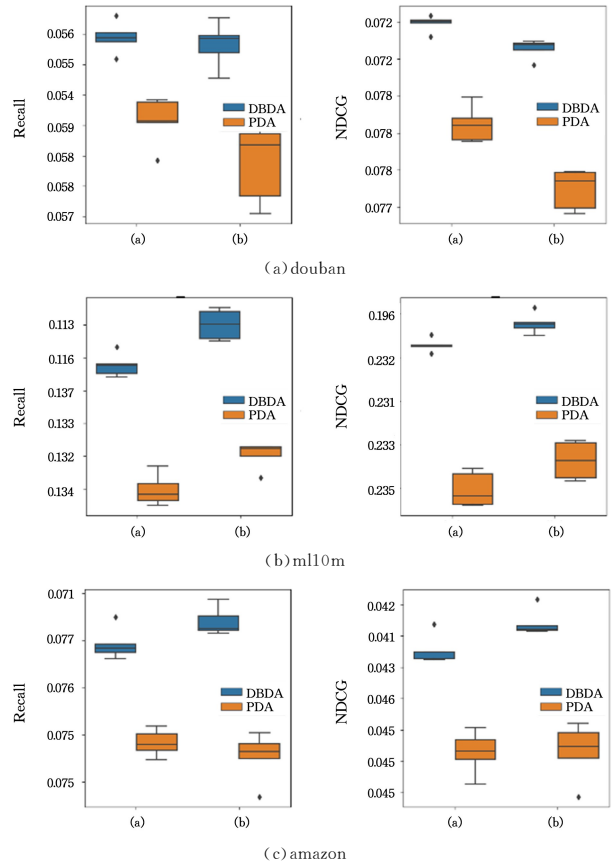 0.056
0.055
0.054
0.059
0.058
0.058
0.057
Recall
DBDA
PDA
(a)
(b)
0.072
0.072
0.078
0.078
0.078
0.077
NDCG
DBDA
PDA
(a)
(b)
(a)douban
0.113
0.116
0.137
0.133
0.132
0.134
Recall
DBDA
PDA
(a)
(b)
0.196
0.232
0.231
0.233
0.235
NDCG
DBDA
PDA
(a)
(b)
(b)ml10m
0.071
0.077
0.076
0.075
0.075
Recall
DBDA
PDA
(a)
(b)
0.042
0.041
0.043
0.046
0.045
0.045
0.045
NDCG
DBDA
PDA
(a)
(b)
(c)amazon